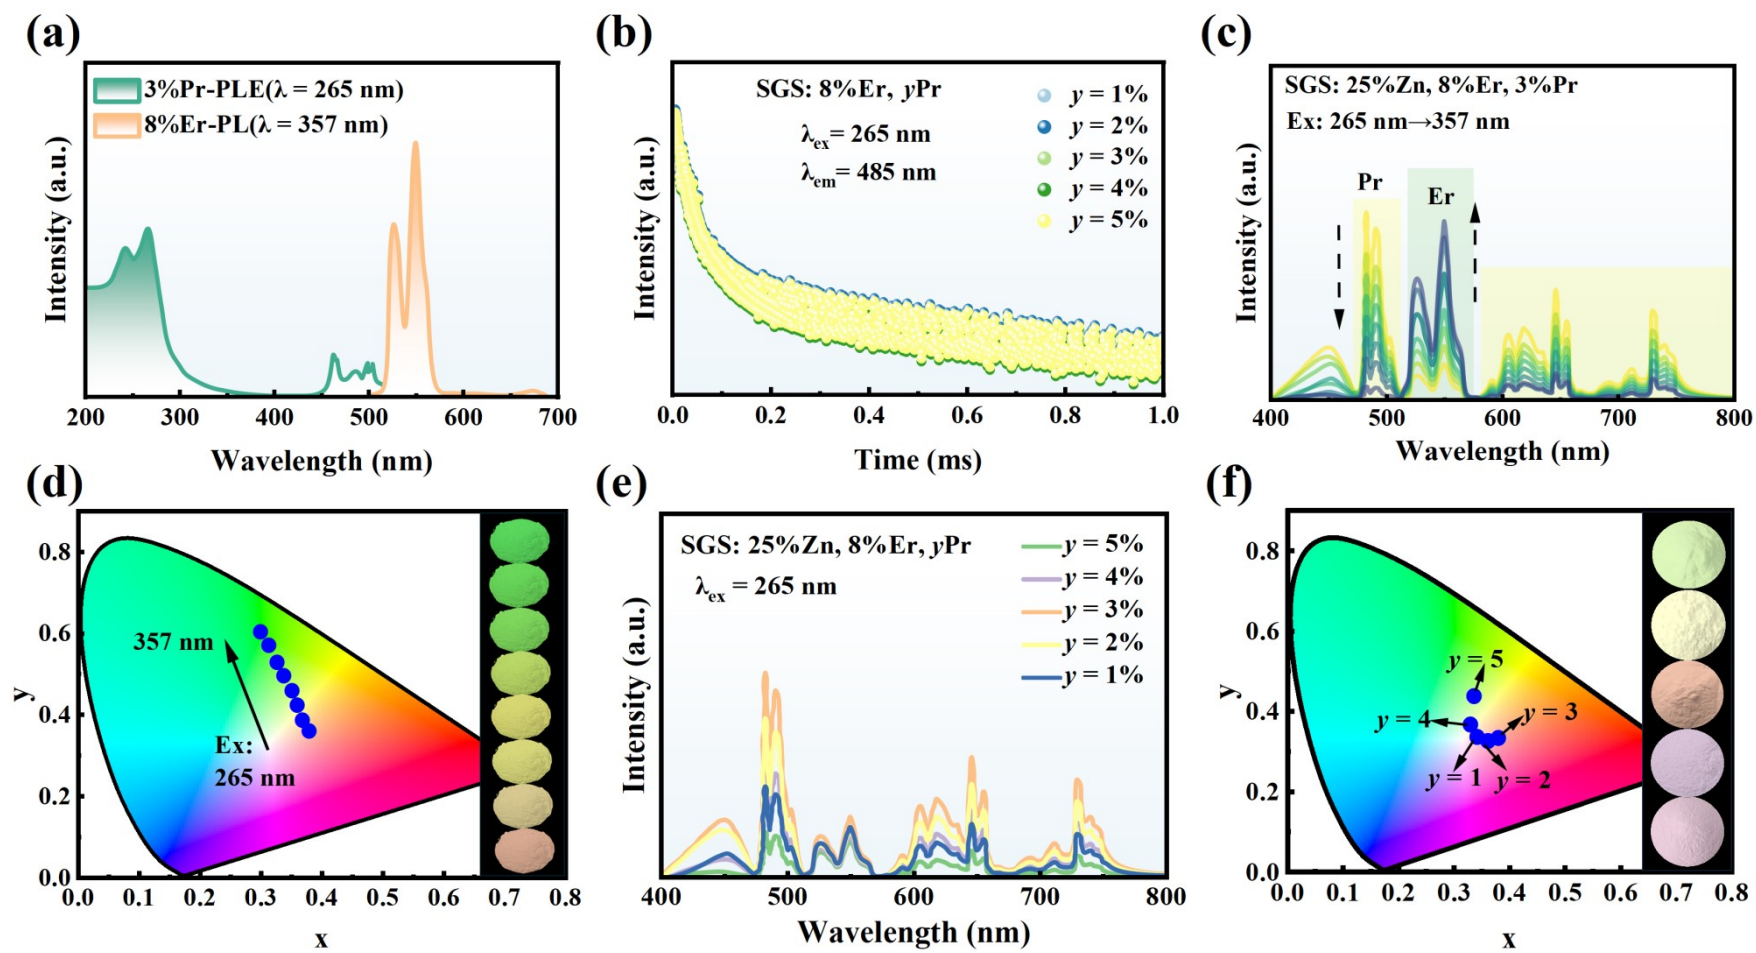 (a)
3%Pr-PLE(λ = 265 nm)
8%Er-PL(λ = 357 nm)
Intensity (a.u.)
200 300 400 500 600 700
Wavelength (nm)
(b)
SGS: 8%Er, yPr
λex= 265 nm
λem= 485 nm
y = 1%
y = 2%
y = 3%
y = 4%
y = 5%
Intensity (a.u.)
0.0 0.2 0.4 0.6 0.8 1.0
Time (ms)
(c)
SGS: 25%Zn, 8%Er, 3%Pr
Ex: 265 nm→357 nm
Pr
Er
Intensity (a.u.)
400 500 600 700 800
Wavelength (nm)
(d)
0.8
0.6
0.4
0.2
0.0
y
357 nm
Ex:
265 nm
0.0 0.1 0.2 0.3 0.4 0.5 0.6 0.7 0.8
x
(e)
SGS: 25%Zn, 8%Er, yPr
λex = 265 nm
y = 5%
y = 4%
y = 3%
y = 2%
y = 1%
Intensity (a.u.)
400 500 600 700 800
Wavelength (nm)
(f)
0.8
0.6
0.4
0.2
0.0
y
y = 5
y = 4
y = 3
y = 1
y = 2
0.0 0.1 0.2 0.3 0.4 0.5 0.6 0.7 0.8
x